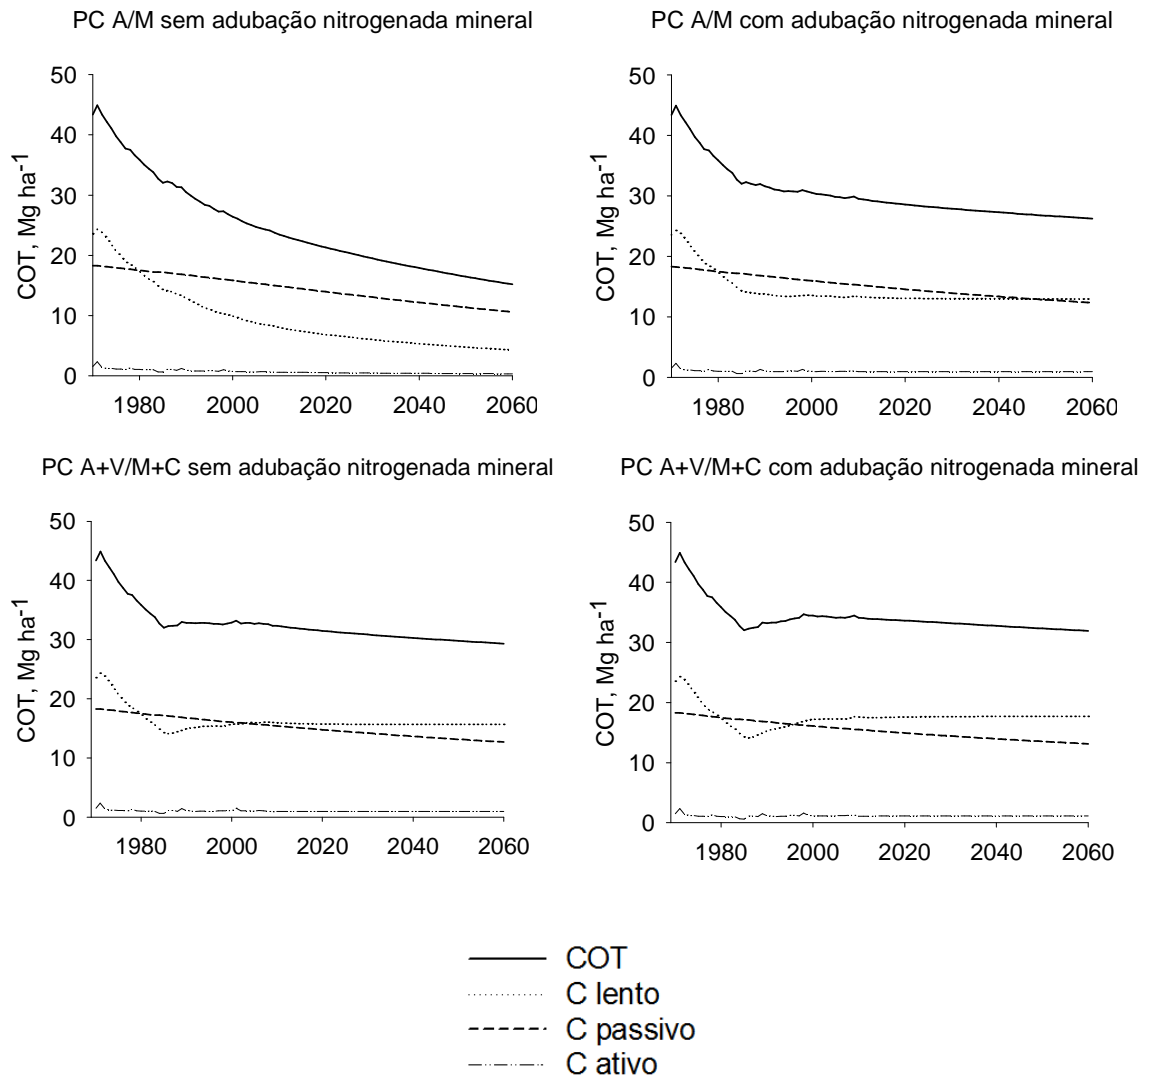 PC A/M sem adubação nitrogenada mineral
COT, Mg ha-1
50
40
30
20
10
0
1980 2000 2020 2040 2060
PC A/M com adubação nitrogenada mineral
COT, Mg ha-1
50
40
30
20
10
0
1980 2000 2020 2040 2060
PC A+V/M+C sem adubação nitrogenada mineral
COT, Mg ha-1
50
40
30
20
10
0
1980 2000 2020 2040 2060
PC A+V/M+C com adubação nitrogenada mineral
COT, Mg ha-1
50
40
30
20
10
0
1980 2000 2020 2040 2060
COT
C lento
C passivo
C ativo